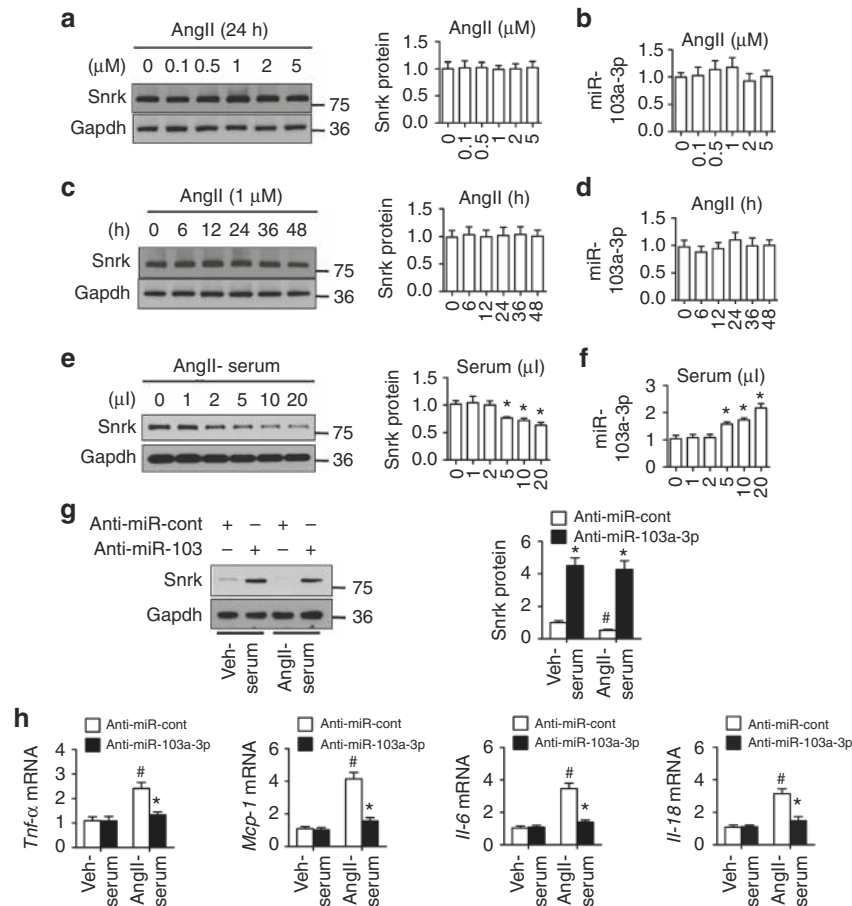 a
AngII (24 h)
(μM) 0 0.1 0.5 1 2 5
Snrk
75
Gapdh
36
AngII (μM)
Snrk protein
1.5
1.0
0.5
0.0
0 0.1 0.5 1 2 5
b
AngII (μM)
miR-
103a-3p
1.5
1.0
0.5
0.0
0 0.1 0.5 1 2 5
c
AngII (1 μM)
(h) 0 6 12 24 36 48
Snrk
75
Gapdh
36
AngII (h)
Snrk protein
1.5
1.0
0.5
0.0
0 6 12 24 36 48
d
AngII (h)
miR-
103a-3p
1.5
1.0
0.5
0.0
0 6 12 24 36 48
e
AngII- serum
(μl) 0 1 2 5 10 20
Snrk
75
Gapdh
36
Serum (μl)
Snrk protein
1.5
1.0
0.5
0.0
* * *
0 1 2 5 10 20
f
Serum (μl)
miR-
103a-3p
3
2
1
0
* * *
0 1 2 5 10 20
g
Anti-miR-cont + − + −
Anti-miR-103 − + − +
Snrk
75
Gapdh
36
Veh-
serum
AngII-
serum
Anti-miR-cont
Anti-miR-103a-3p
Snrk protein
6
4
2
0
* # *
Veh-
serum
AngII-
serum
h
Anti-miR-cont
Anti-miR-103a-3p
Tnf-α mRNA
4
3
2
1
0
# *
Veh-
serum
AngII-
serum
Anti-miR-cont
Anti-miR-103a-3p
Mcp-1 mRNA
6
4
2
0
# *
Veh-
serum
AngII-
serum
Anti-miR-cont
Anti-miR-103a-3p
Il-6 mRNA
6
4
2
0
# *
Veh-
serum
AngII-
serum
Anti-miR-cont
Anti-miR-103a-3p
Il-18 mRNA
6
4
2
0
# *
Veh-
serum
AngII-
serum